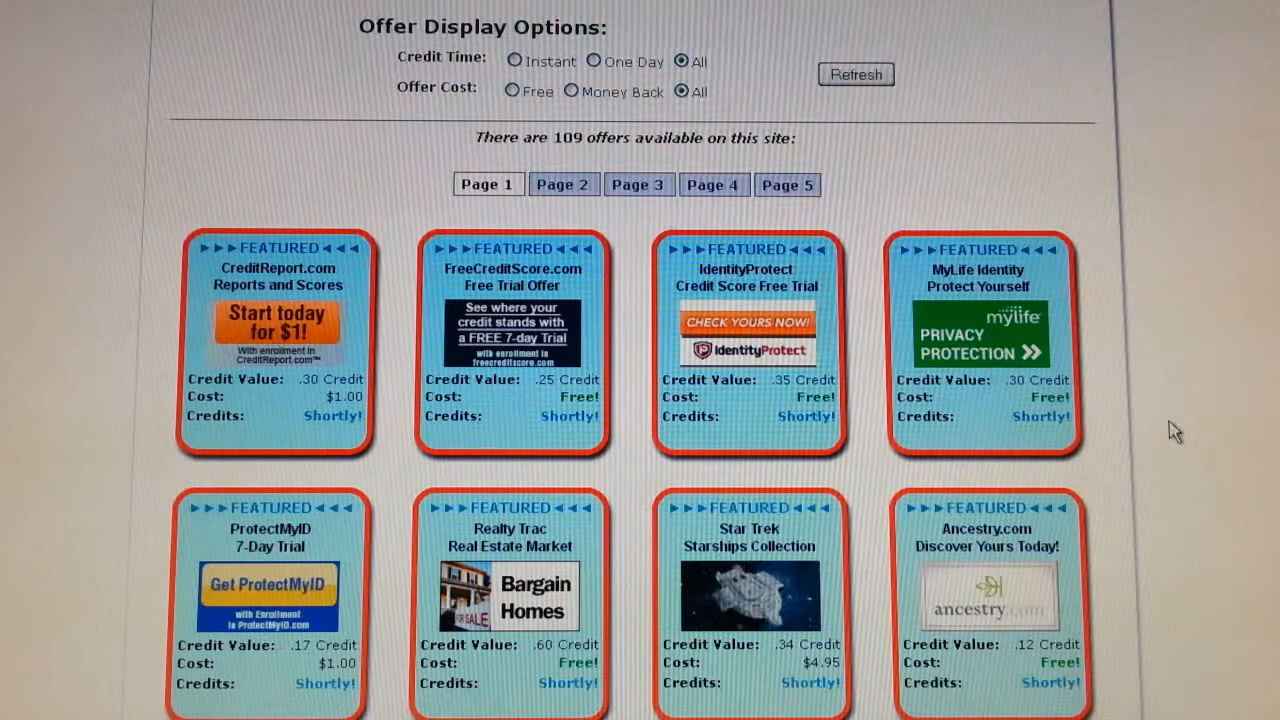 Offer Display Options:
Credit Time: Instant One Day All
Offer Cost: Free Money Back All
Refresh
There are 109 offers available on this site:
Page 1 Page 2 Page 3 Page 4 Page 5
►►►FEATURED◄◄◄
CreditReport.com
Reports and Scores
Start today
for $1!
With enrollment in
CreditReport.com™
Credit Value: .30 Credit
Cost: $1.00
Credits: Shortly!
►►►FEATURED◄◄◄
FreeCreditScore.com
Free Trial Offer
See where your
credit stands with
a FREE 7-day Trial
with enrollment in
freecreditscore.com
Credit Value: .25 Credit
Cost: Free!
Credits: Shortly!
►►►FEATURED◄◄◄
IdentityProtect
Credit Score Free Trial
CHECK YOURS NOW!
IdentityProtect
Credit Value: .35 Credit
Cost: Free!
Credits: Shortly!
►►►FEATURED◄◄◄
MyLife Identity
Protect Yourself
mylife
PRIVACY
PROTECTION
Credit Value: .30 Credit
Cost: Free!
Credits: Shortly!
►►►FEATURED◄◄◄
ProtectMyID
7-Day Trial
Get ProtectMyID
with Enrollment
in ProtectMyID.com
Credit Value: .17 Credit
Cost: $1.00
Credits: Shortly!
►►►FEATURED◄◄◄
Realty Trac
Real Estate Market
FOR SALE
Bargain
Homes
Credit Value: .60 Credit
Cost: Free!
Credits: Shortly!
►►►FEATURED◄◄◄
Star Trek
Starships Collection
Credit Value: .34 Credit
Cost: $4.95
Credits: Shortly!
►►►FEATURED◄◄◄
Ancestry.com
Discover Yours Today!
ancestry.com
Credit Value: .12 Credit
Cost: Free!
Credits: Shortly!